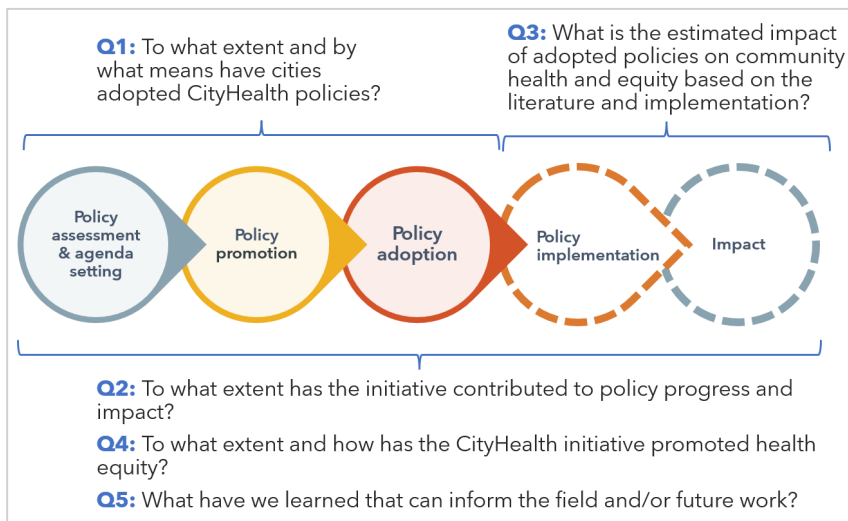 Q1: To what extent and by
what means have cities
adopted CityHealth policies?
Q3: What is the estimated impact
of adopted policies on community
health and equity based on the
literature and implementation?
Policy
assessment
& agenda
setting
Policy
promotion
Policy
adoption
Policy
implementation
Impact
Q2: To what extent has the initiative contributed to policy progress and
impact?
Q4: To what extent and how has the CityHealth initiative promoted health
equity?
Q5: What have we learned that can inform the field and/or future work?